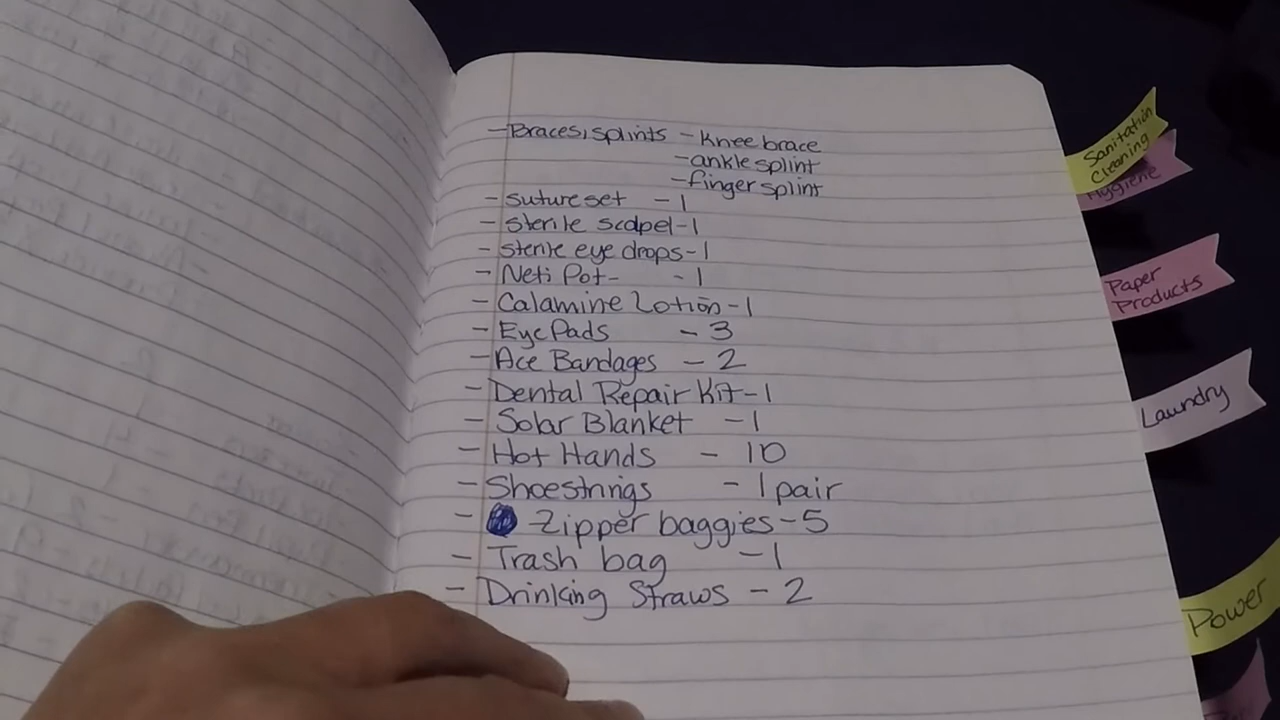 - Braces, splints - Knee brace
- ankle splint
- finger splint
- suture set - 1
- sterile scalpel - 1
- sterile eye drops - 1
- Neti Pot - - 1
- Calamine Lotion - 1
- Eye Pads - 3
- Ace Bandages - 2
- Dental Repair Kit - 1
- Solar Blanket - 1
- Hot Hands - 10
- Shoestrings - 1 pair
- Zipper baggies - 5
- Trash bag - 1
- Drinking Straws - 2
Sanitation
Cleaning
Hygiene
Paper
Products
Laundry
Power